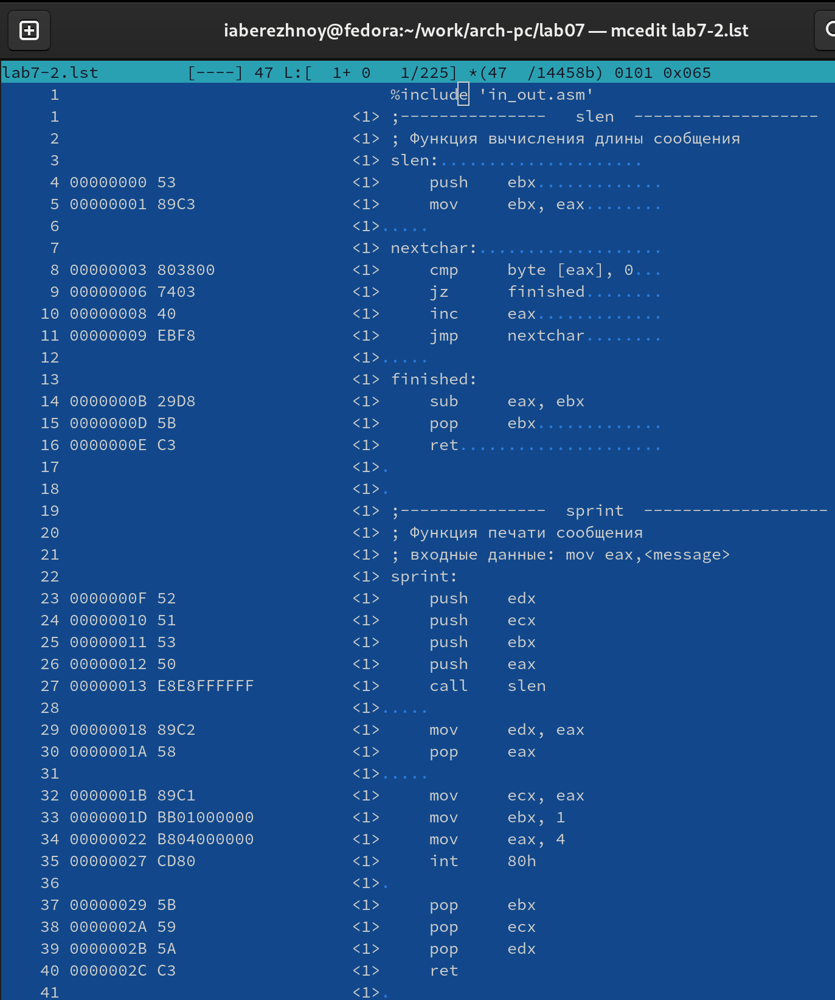 iaberezhnoy@fedora:~/work/arch-pc/lab07 — mcedit lab7-2.lst
lab7-2.lst [----] 47 L:[ 1+ 0 1/225] *(47 /14458b) 0101 0x065
1 %include 'in_out.asm'
1 <1> ;--------------- slen -------------------
2 <1> ; Функция вычисления длины сообщения
3 <1> slen:.....................
4 00000000 53 <1> push ebx.............
5 00000001 89C3 <1> mov ebx, eax........
6 <1>.....
7 <1> nextchar:...................
8 00000003 803800 <1> cmp byte [eax], 0...
9 00000006 7403 <1> jz finished........
10 00000008 40 <1> inc eax.............
11 00000009 EBF8 <1> jmp nextchar........
12 <1>.....
13 <1> finished:
14 0000000B 29D8 <1> sub eax, ebx
15 0000000D 5B <1> pop ebx.............
16 0000000E C3 <1> ret.....................
17 <1>.
18 <1>.
19 <1> ;--------------- sprint -------------------
20 <1> ; Функция печати сообщения
21 <1> ; входные данные: mov eax,<message>
22 <1> sprint:
23 0000000F 52 <1> push edx
24 00000010 51 <1> push ecx
25 00000011 53 <1> push ebx
26 00000012 50 <1> push eax
27 00000013 E8E8FFFFFF <1> call slen
28 <1>.....
29 00000018 89C2 <1> mov edx, eax
30 0000001A 58 <1> pop eax
31 <1>.....
32 0000001B 89C1 <1> mov ecx, eax
33 0000001D BB01000000 <1> mov ebx, 1
34 00000022 B804000000 <1> mov eax, 4
35 00000027 CD80 <1> int 80h
36 <1>.
37 00000029 5B <1> pop ebx
38 0000002A 59 <1> pop ecx
39 0000002B 5A <1> pop edx
40 0000002C C3 <1> ret
41 <1>.